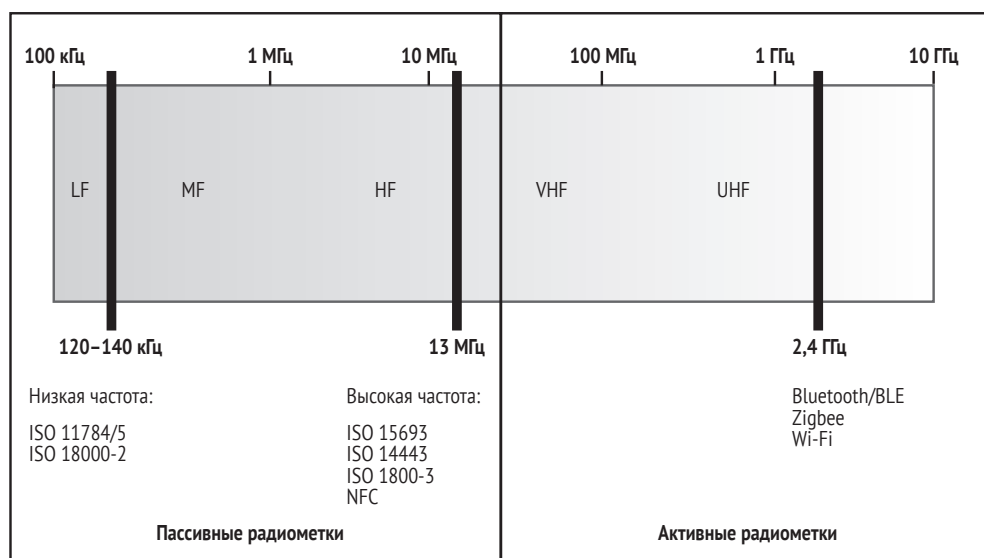 100 кГц 1 МГц 10 МГц 100 МГц 1 ГГц 10 ГГц
LF MF HF VHF UHF
120–140 кГц 13 МГц 2,4 ГГц
Низкая частота:
ISO 11784/5
ISO 18000-2
Высокая частота:
ISO 15693
ISO 14443
ISO 1800-3
NFC
Bluetooth/BLE
Zigbee
Wi-Fi
Пассивные радиометки Активные радиометки